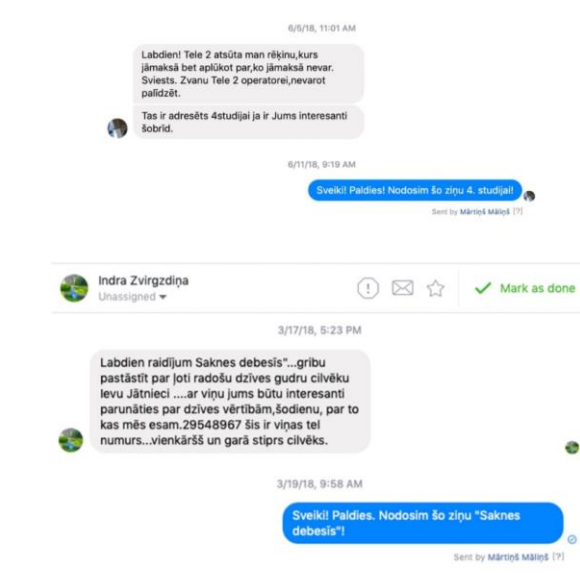 6/5/18, 11:01 AM
Labdien! Tele 2 atsūta man rēķinu,kurs
jāmaksā bet aplūkot par,ko jāmaksā nevar.
Sviests. Zvanu Tele 2 operatorei,nevarot
palīdzēt.
Tas ir adresēts 4studijai ja ir Jums interesanti
šobrīd.
6/11/18, 9:19 AM
Sveiki! Paldies! Nodosim šo ziņu 4. studijai!
Sent by Mārtiņš Māliņš [?]
Indra Zvirgzdiņa
Unassigned
Mark as done
3/17/18, 5:23 PM
Labdien raidījum Saknes debesīs"...gribu
pastāstīt par ļoti radošu dzīves gudru cilvēku
Ievu Jātnieci ....ar viņu jums būtu interesanti
parunāties par dzīves vērtībām,šodienu, par to
kas mēs esam.29548967 šis ir viņas tel
numurs...vienkāršš un garā stiprs cilvēks.
3/19/18, 9:58 AM
Sveiki! Paldies. Nodosim šo ziņu "Saknes
debesīs"!
Sent by Mārtiņš Māliņš [?]